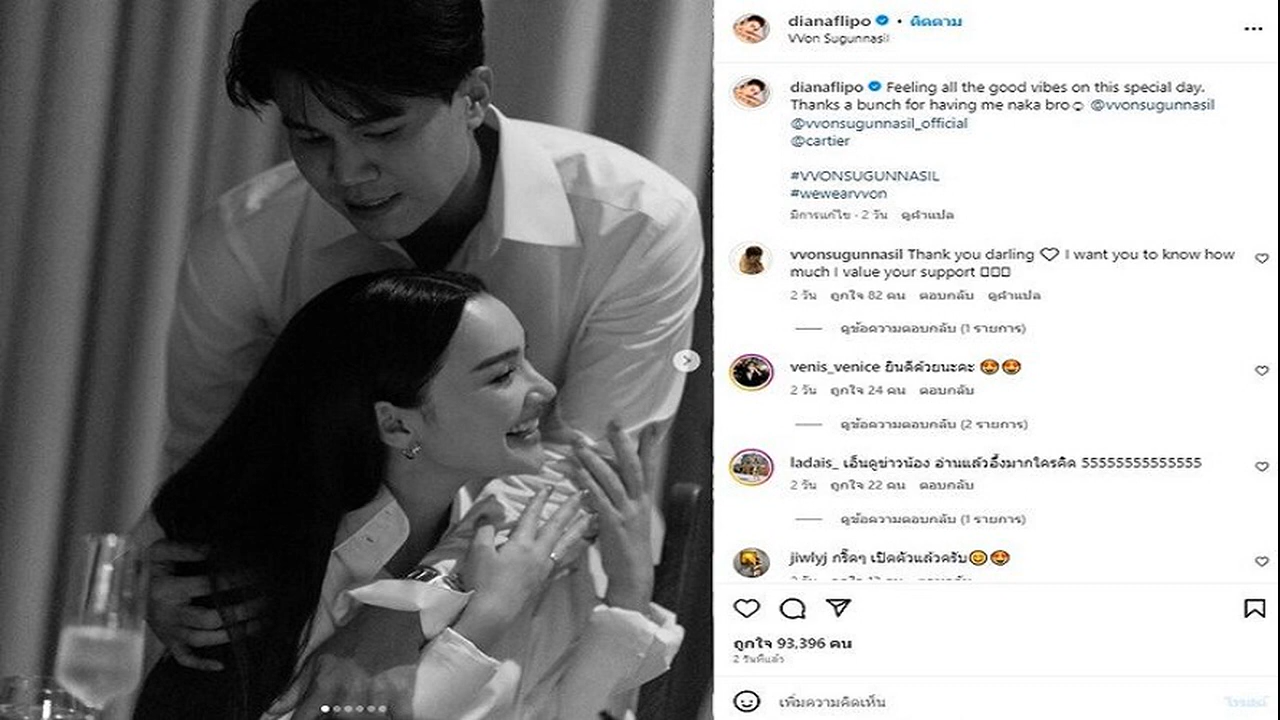 dianaflipo • ติดตาม
VVon Sugunnasil
dianaflipo Feeling all the good vibes on this special day.
Thanks a bunch for having me naka bro @vvonsugunnasil
@vvonsugunnasil_official
@cartier
#VVONSUGUNNASIL
#wewearvvon
มีการแก้ไข · 2 วัน ดูคำแปล
vvonsugunnasil Thank you darling ♡ I want you to know how
much I value your support
2 วัน ถูกใจ 82 คน ตอบกลับ ดูคำแปล
ดูข้อความตอบกลับ (1 รายการ)
venis_venice ยินดีด้วยนะคะ 😍😍
2 วัน ถูกใจ 24 คน ตอบกลับ
ดูข้อความตอบกลับ (2 รายการ)
ladais_ เอ็นดูข่าวน้อง อ่านแล้วอึ้งมากใครคิด 55555555555555
2 วัน ถูกใจ 22 คน ตอบกลับ
ดูข้อความตอบกลับ (1 รายการ)
jiwlyj กรี๊ดๆ เปิดตัวแล้วครับ😊😍
ถูกใจ 93,396 คน
2 วันที่แล้ว
เพิ่มความคิดเห็น
โพสต์